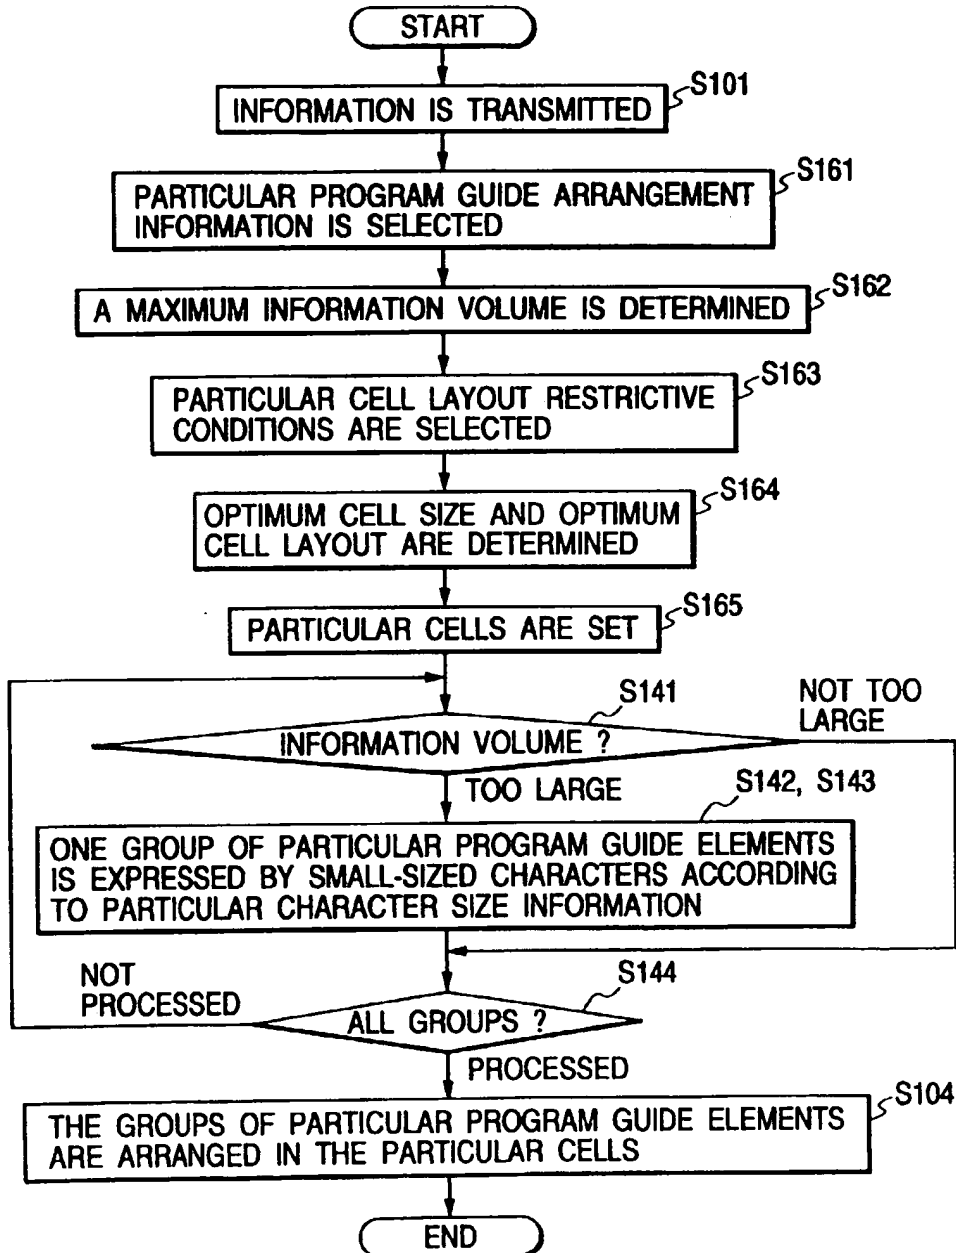 START
S101
INFORMATION IS TRANSMITTED
S161
PARTICULAR PROGRAM GUIDE ARRANGEMENT
INFORMATION IS SELECTED
S162
A MAXIMUM INFORMATION VOLUME IS DETERMINED
S163
PARTICULAR CELL LAYOUT RESTRICTIVE
CONDITIONS ARE SELECTED
S164
OPTIMUM CELL SIZE AND OPTIMUM
CELL LAYOUT ARE DETERMINED
S165
PARTICULAR CELLS ARE SET
S141
NOT TOO
LARGE
INFORMATION VOLUME ?
TOO LARGE
S142, S143
ONE GROUP OF PARTICULAR PROGRAM GUIDE ELEMENTS
IS EXPRESSED BY SMALL-SIZED CHARACTERS ACCORDING
TO PARTICULAR CHARACTER SIZE INFORMATION
NOT
PROCESSED
S144
ALL GROUPS ?
PROCESSED
S104
THE GROUPS OF PARTICULAR PROGRAM GUIDE ELEMENTS
ARE ARRANGED IN THE PARTICULAR CELLS
END